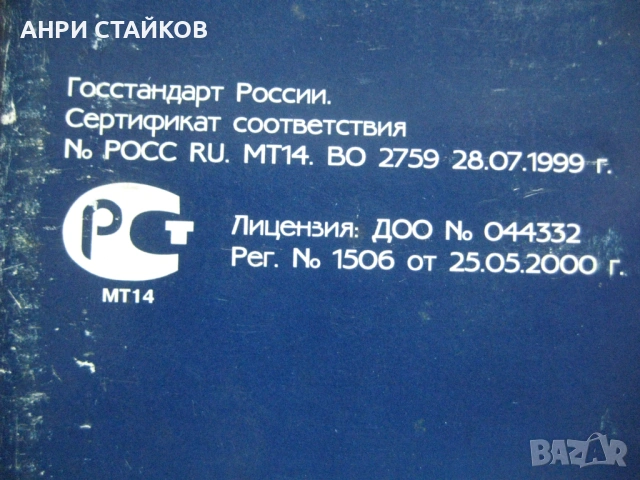 АНРИ СТАЙКОВ
Госстандарт России.
Сертификат соответствия
№ РОСС RU. МТ14. ВО 2759 28.07.1999 г.
РСТ
Лицензия: ДОО № 044332
Рег. № 1506 от 25.05.2000 г.
МТ14
BAZAR